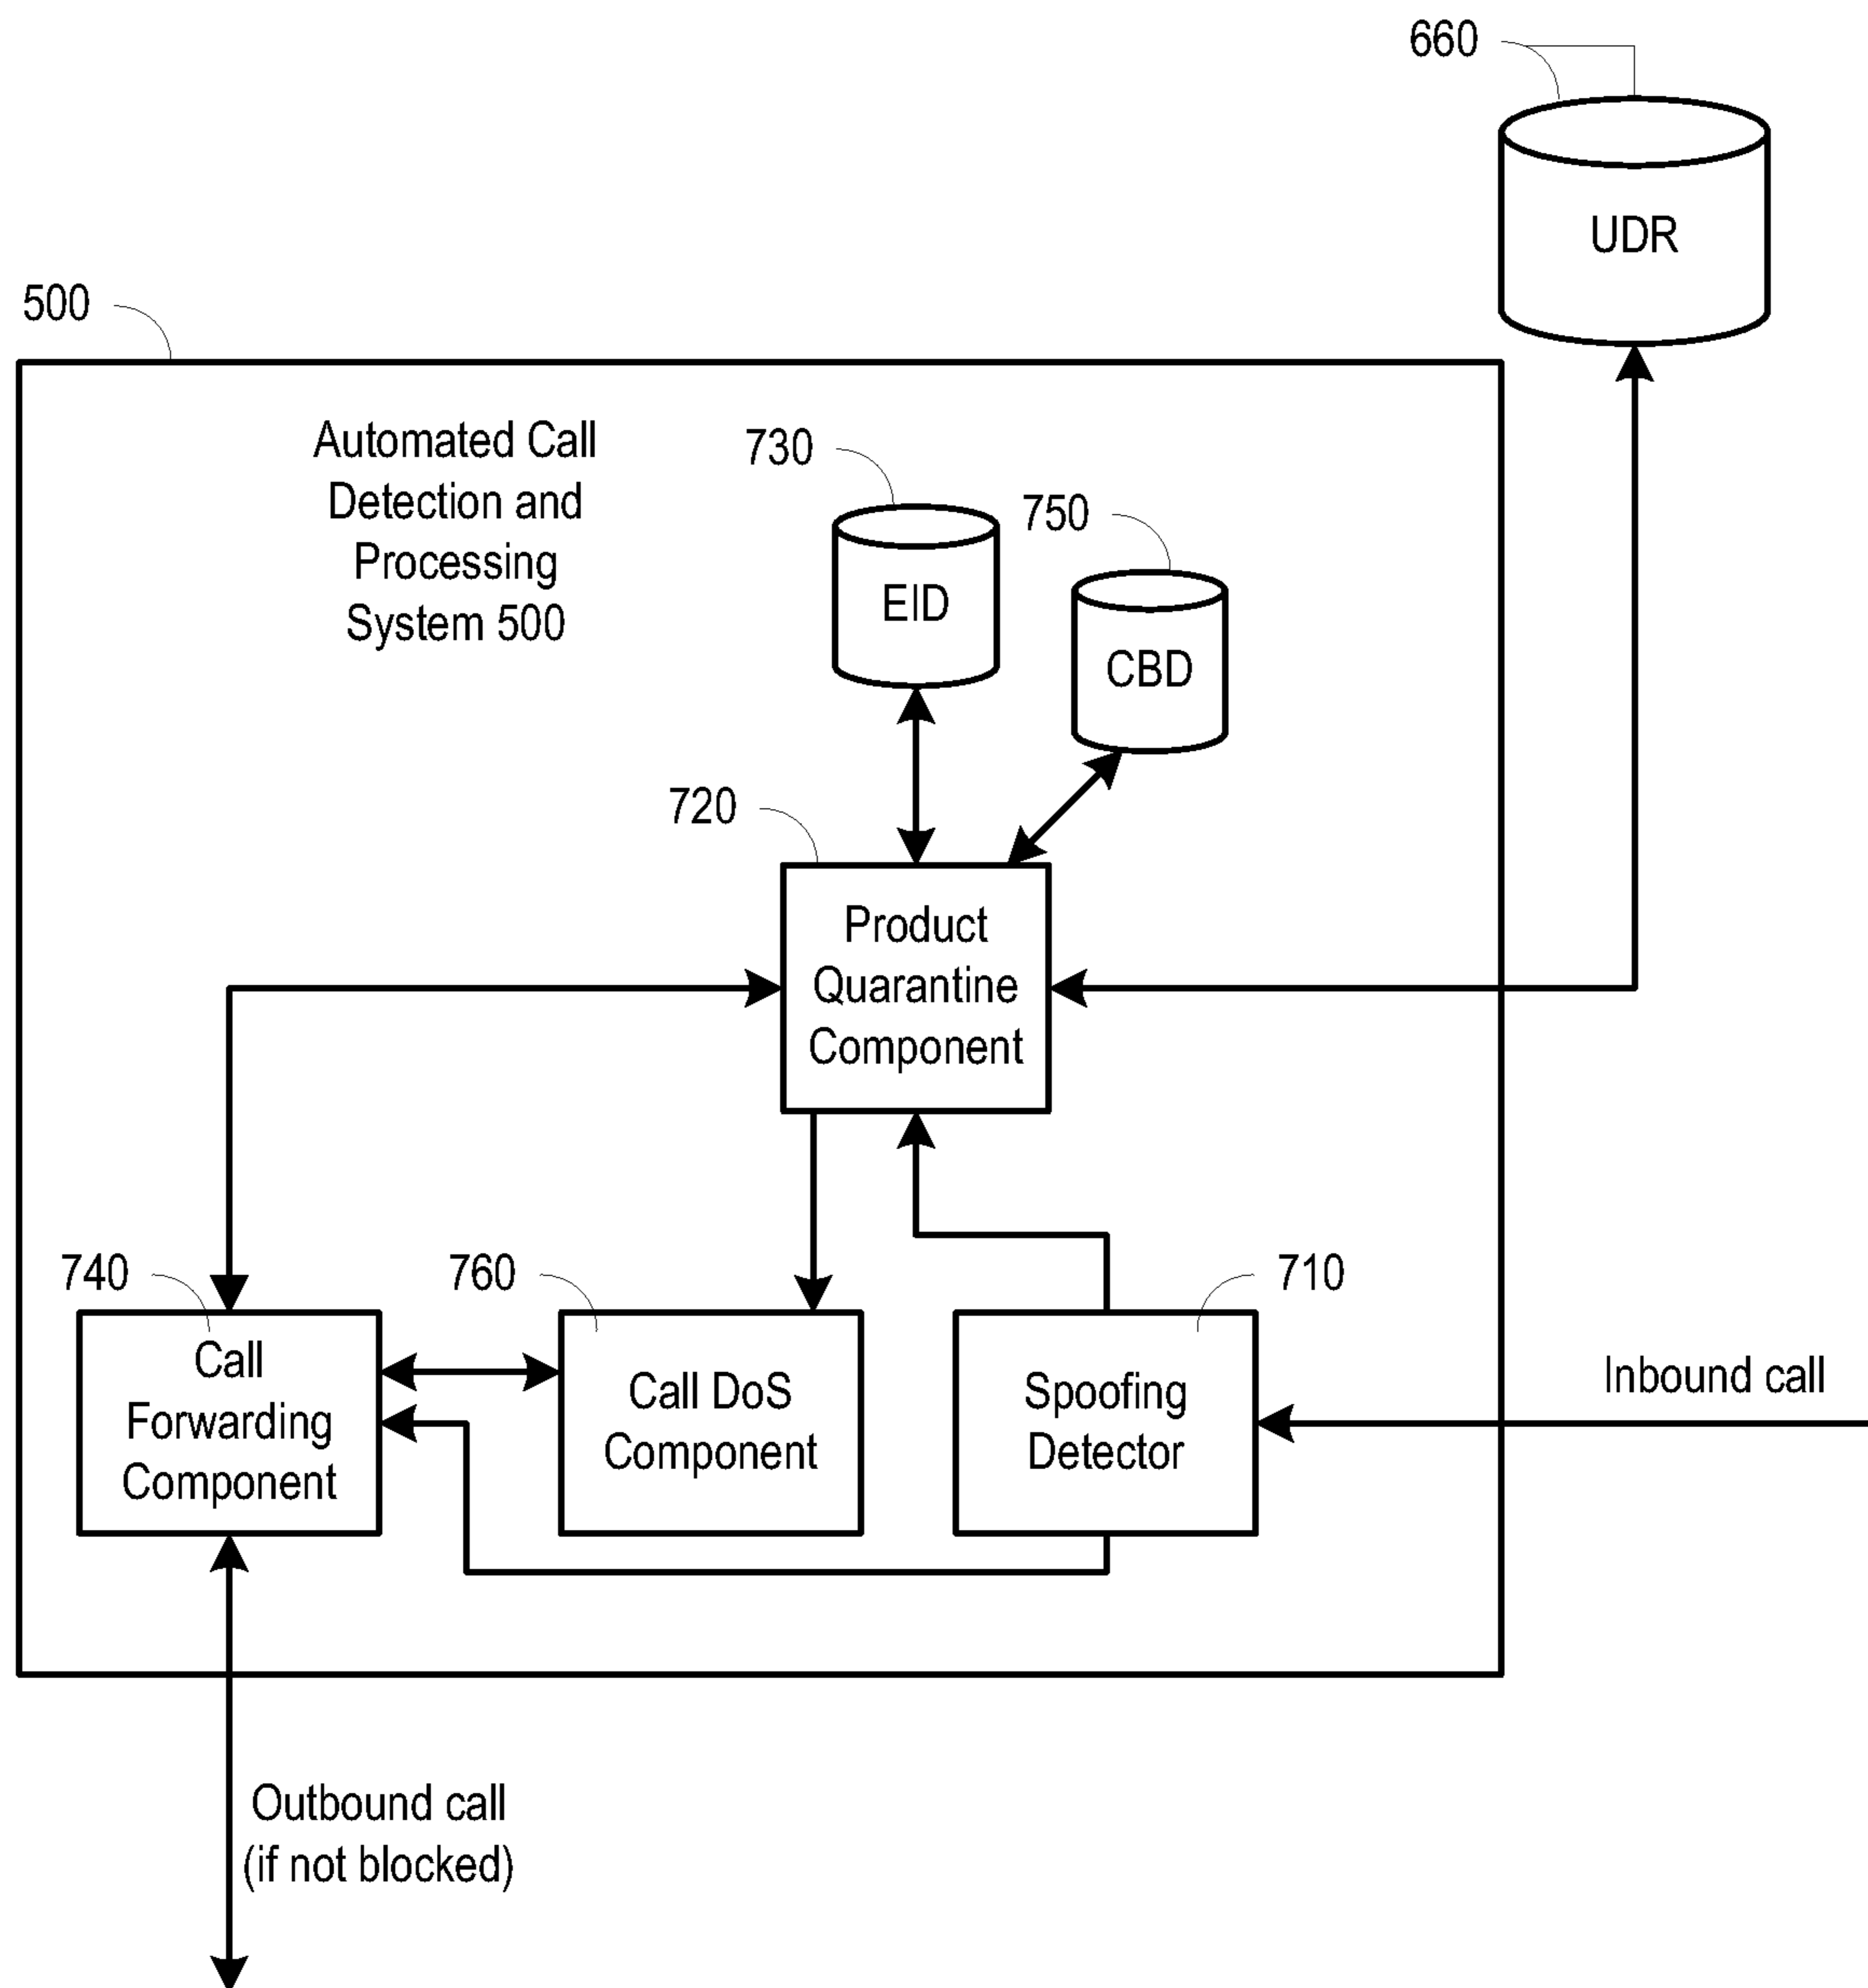 660
UDR
500
Automated Call
Detection and
Processing
System 500
730
750
EID
CBD
720
Product
Quarantine
Component
740
760
710
Call
Forwarding
Component
Call DoS
Component
Spoofing
Detector
Inbound call
Outbound call
(if not blocked)